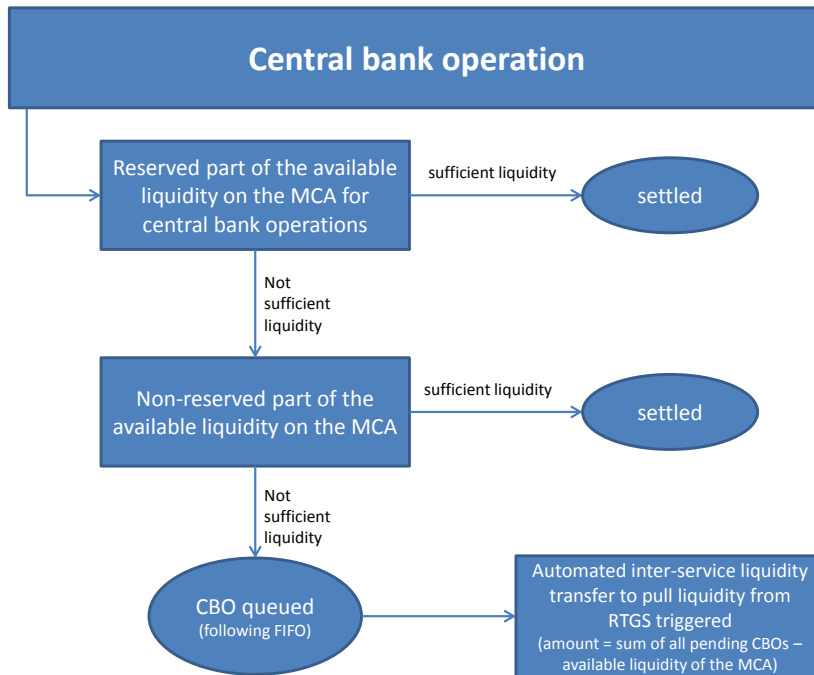 Central bank operation
Reserved part of the available
liquidity on the MCA for
central bank operations
sufficient liquidity
settled
Not
sufficient
liquidity
Non-reserved part of the
available liquidity on the MCA
sufficient liquidity
settled
Not
sufficient
liquidity
CBO queued
(following FIFO)
Automated inter-service liquidity
transfer to pull liquidity from
RTGS triggered
(amount = sum of all pending CBOs –
available liquidity of the MCA)